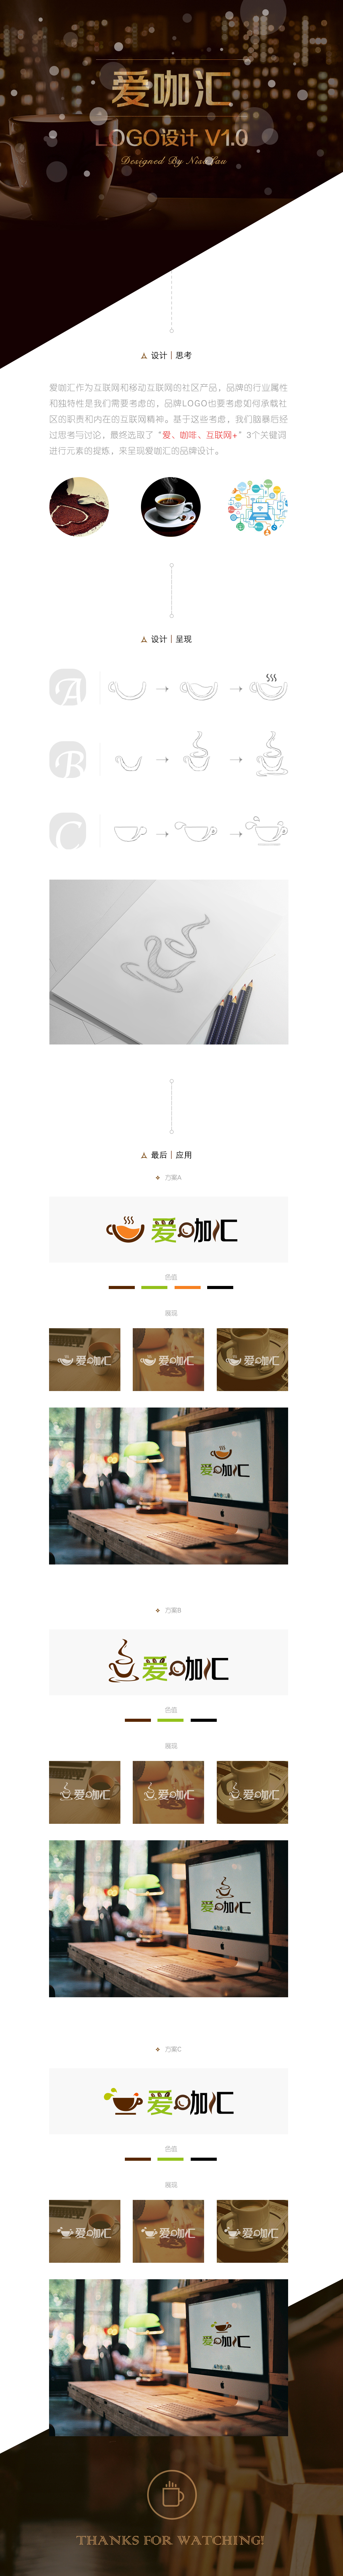 爱咖汇
LOGO设计 V1.0
Designed By Nisa Lau
设计｜思考
爱咖汇作为互联网和移动互联网的社区产品，品牌的行业属性
和独特性是我们需要考虑的，品牌LOGO也要考虑如何承载社
区的职责和内在的互联网精神。基于这些考虑，我们脑暴后经
过思考与讨论，最终选取了“爱、咖啡、互联网+”3个关键词
进行元素的提炼，来呈现爱咖汇的品牌设计。
设计｜呈现
A
B
C
最后｜应用
方案A
爱咖汇
色值
展现
爱咖汇
爱咖汇
爱咖汇
爱咖汇
方案B
爱咖汇
色值
展现
爱咖汇
爱咖汇
爱咖汇
爱咖汇
方案C
爱咖汇
色值
展现
爱咖汇
爱咖汇
爱咖汇
爱咖汇
THANKS FOR WATCHING!